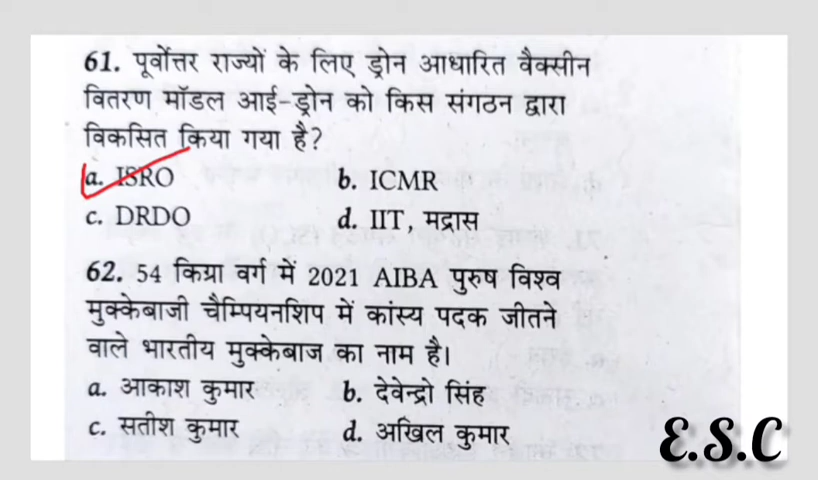 61. पूर्वोत्तर राज्यों के लिए ड्रोन आधारित वैक्सीन
वितरण मॉडल आई-ड्रोन को किस संगठन द्वारा
विकसित किया गया है?
a. ISRO b. ICMR
c. DRDO d. IIT, मद्रास
62. 54 किग्रा वर्ग में 2021 AIBA पुरुष विश्व
मुक्केबाजी चैम्पियनशिप में कांस्य पदक जीतने
वाले भारतीय मुक्केबाज का नाम है।
a. आकाश कुमार b. देवेन्द्रो सिंह
c. सतीश कुमार d. अखिल कुमार
E.S.C